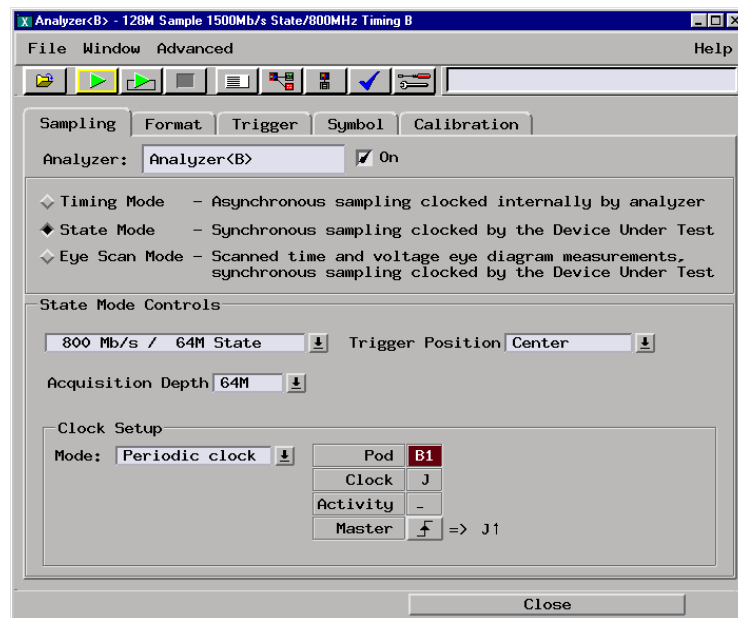 Analyzer<B> - 128M Sample 1500Mb/s State/800MHz Timing B
File Window Advanced Help
Sampling Format Trigger Symbol Calibration
Analyzer: Analyzer<B> On
Timing Mode - Asynchronous sampling clocked internally by analyzer
State Mode - Synchronous sampling clocked by the Device Under Test
Eye Scan Mode - Scanned time and voltage eye diagram measurements,
synchronous sampling clocked by the Device Under Test
State Mode Controls
800 Mb/s / 64M State Trigger Position Center
Acquisition Depth 64M
Clock Setup
Mode: Periodic clock Pod B1
Clock J
Activity -
Master => J↑
Close